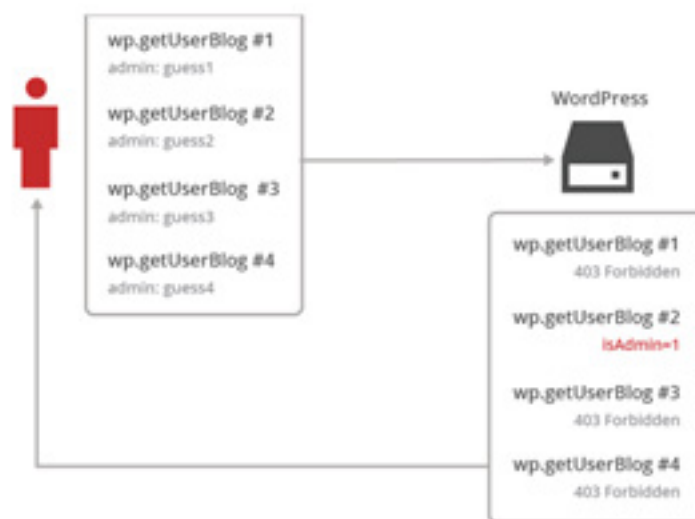 wp.getUserBlog #1
admin: guess1
wp.getUserBlog #2
admin: guess2
wp.getUserBlog #3
admin: guess3
wp.getUserBlog #4
admin: guess4
WordPress
wp.getUserBlog #1
403 Forbidden
wp.getUserBlog #2
isAdmin=1
wp.getUserBlog #3
403 Forbidden
wp.getUserBlog #4
403 Forbidden